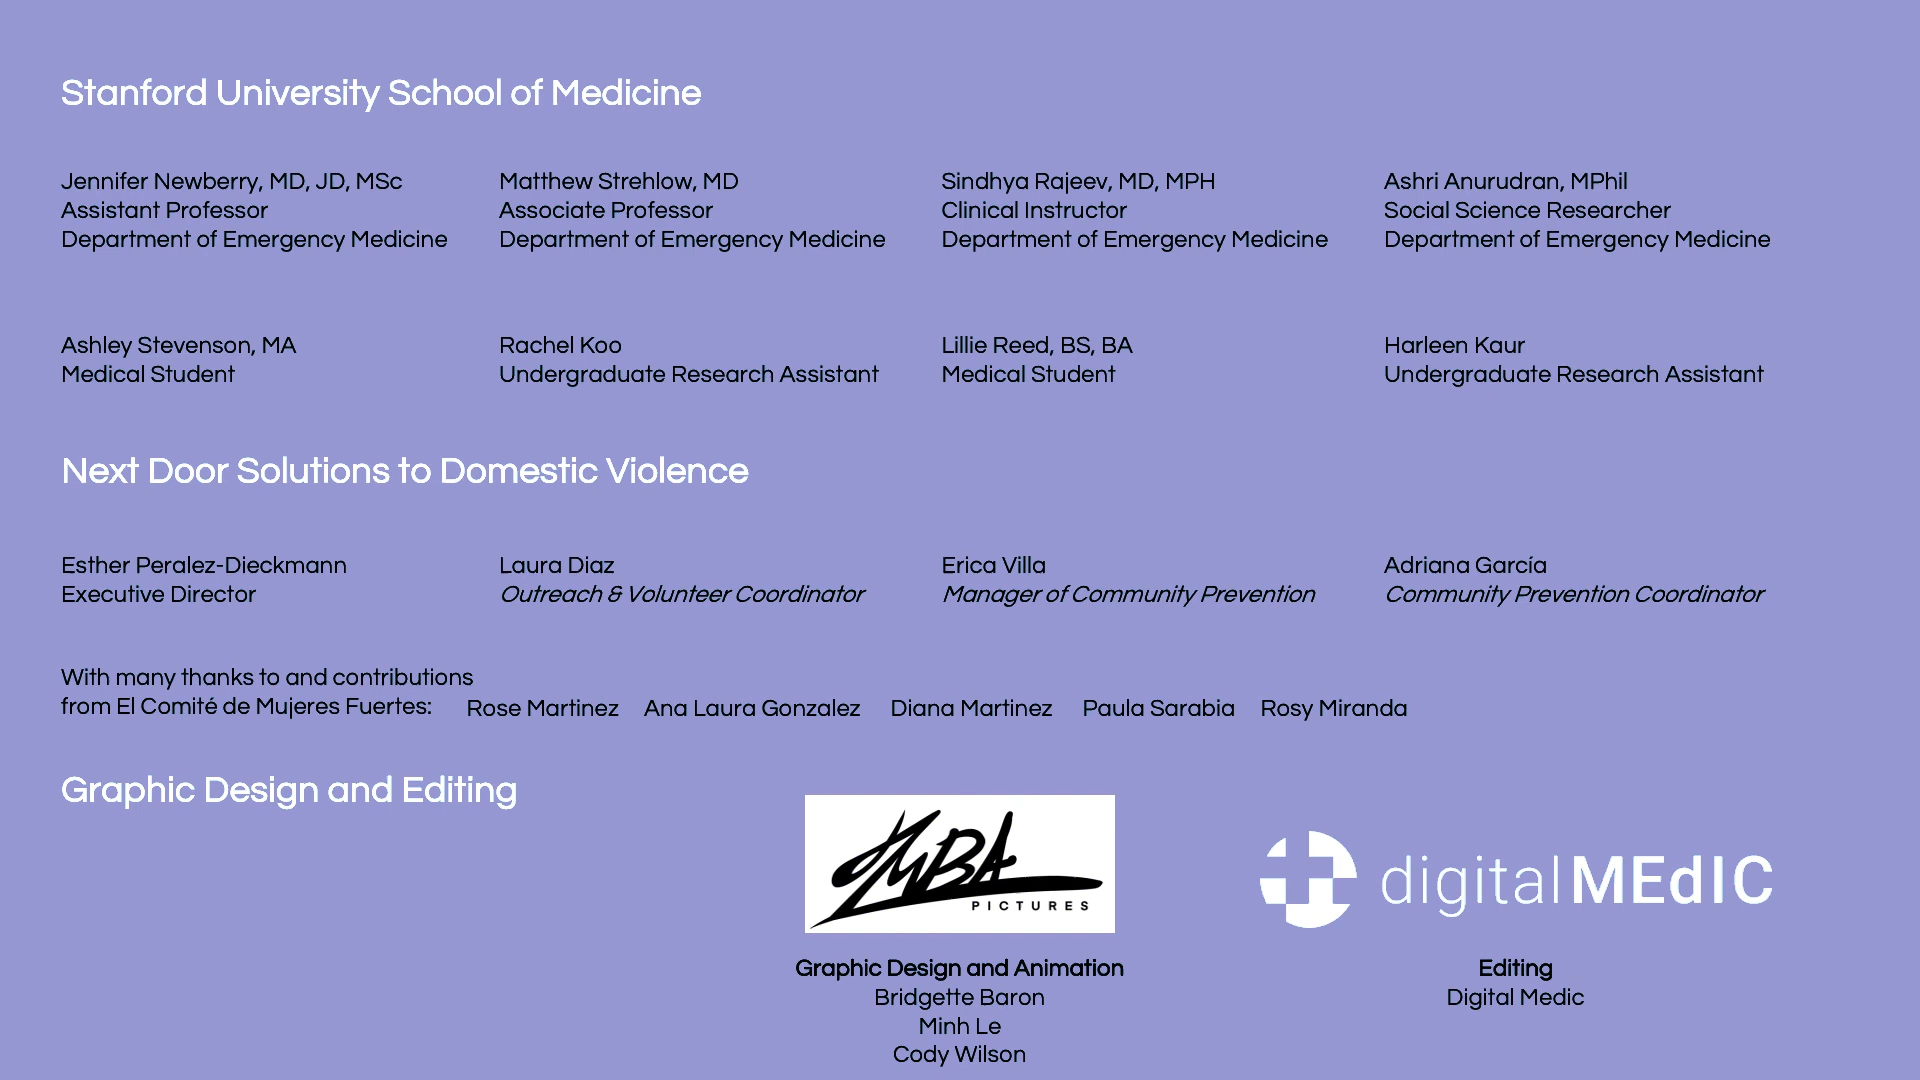 Stanford University School of Medicine
Jennifer Newberry, MD, JD, MSc
Assistant Professor
Department of Emergency Medicine
Matthew Strehlow, MD
Associate Professor
Department of Emergency Medicine
Sindhya Rajeev, MD, MPH
Clinical Instructor
Department of Emergency Medicine
Ashri Anurudran, MPhil
Social Science Researcher
Department of Emergency Medicine
Ashley Stevenson, MA
Medical Student
Rachel Koo
Undergraduate Research Assistant
Lillie Reed, BS, BA
Medical Student
Harleen Kaur
Undergraduate Research Assistant
Next Door Solutions to Domestic Violence
Esther Peralez-Dieckmann
Executive Director
Laura Diaz
Outreach & Volunteer Coordinator
Erica Villa
Manager of Community Prevention
Adriana García
Community Prevention Coordinator
With many thanks to and contributions
from El Comité de Mujeres Fuertes:
Rose Martinez
Ana Laura Gonzalez
Diana Martinez
Paula Sarabia
Rosy Miranda
Graphic Design and Editing
PICTURES
Graphic Design and Animation
Bridgette Baron
Minh Le
Cody Wilson
digitalMEdIC
Editing
Digital Medic